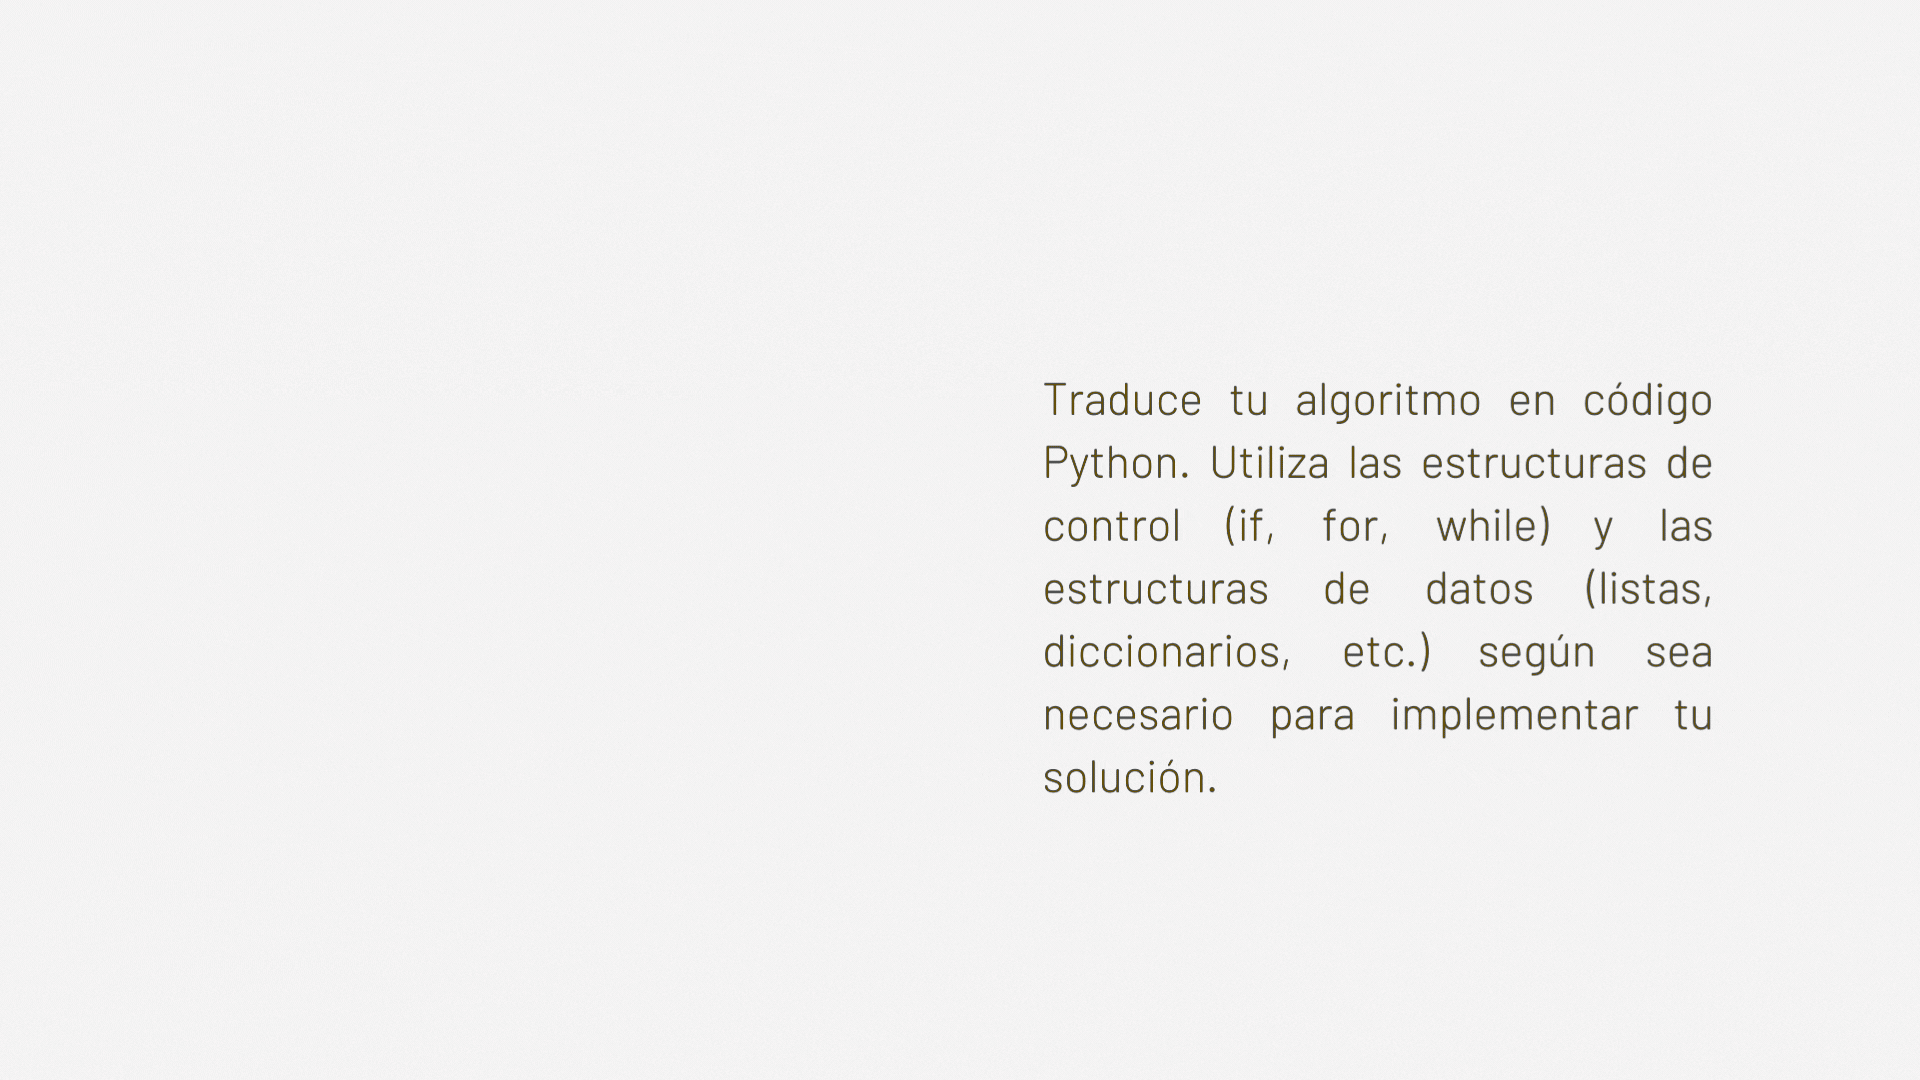 Traduce tu algoritmo en código
Python. Utiliza las estructuras de
control (if, for, while) y las
estructuras de datos (listas,
diccionarios, etc.) según sea
necesario para implementar tu
solución.